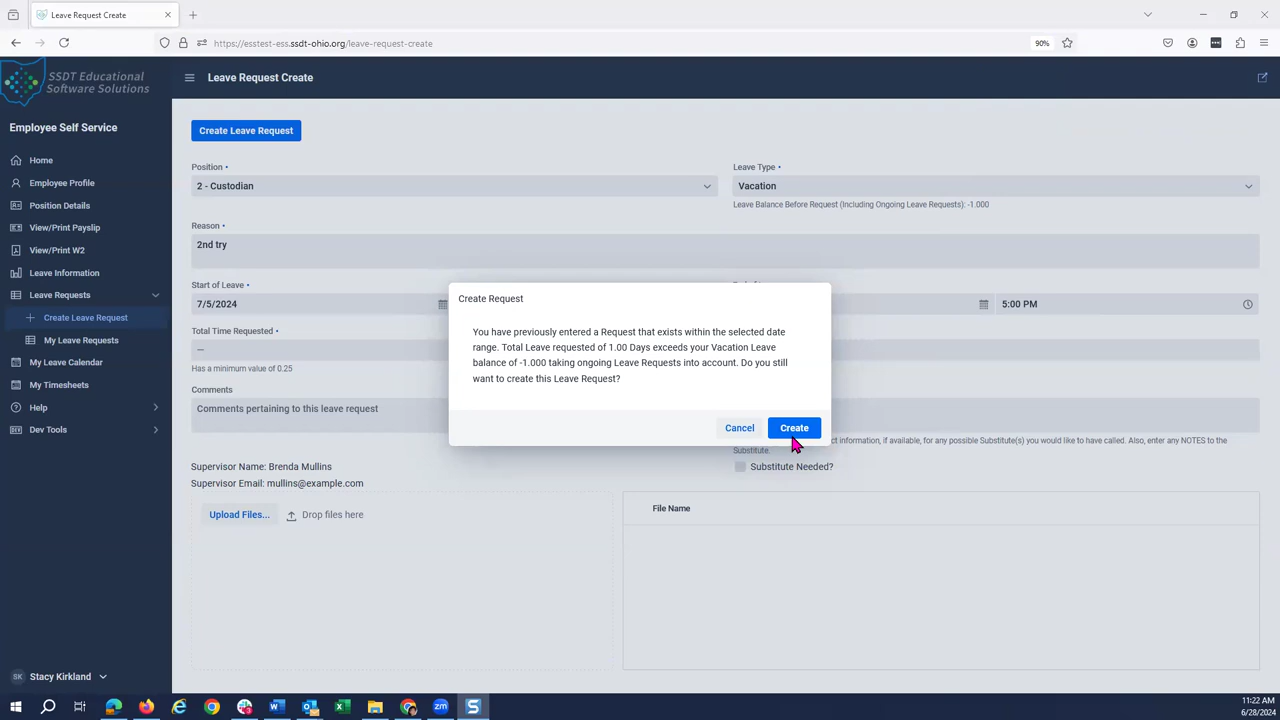 Leave Request Create
https://esstest-ess.ssdt-ohio.org/leave-request-create
90%
SSDT Educational
Software Solutions
Leave Request Create
Employee Self Service
Home
Employee Profile
Position Details
View/Print Payslip
View/Print W2
Leave Information
Leave Requests
Create Leave Request
My Leave Requests
My Leave Calendar
My Timesheets
Help
Dev Tools
SK Stacy Kirkland
Create Leave Request
Position •
Leave Type •
2 - Custodian
Vacation
Leave Balance Before Request (Including Ongoing Leave Requests): -1.000
Reason •
2nd try
Start of Leave •
7/5/2024
5:00 PM
Total Time Requested •
—
Has a minimum value of 0.25
Comments
Comments pertaining to this leave request
ct information, if available, for any possible Substitute(s) you would like to have called. Also, enter any NOTES to the
Substitute.
Supervisor Name: Brenda Mullins
Substitute Needed?
Supervisor Email: mullins@example.com
Upload Files...
Drop files here
File Name
Create Request
You have previously entered a Request that exists within the selected date
range. Total Leave requested of 1.00 Days exceeds your Vacation Leave
balance of -1.000 taking ongoing Leave Requests into account. Do you still
want to create this Leave Request?
Cancel
Create
11:22 AM
6/28/2024